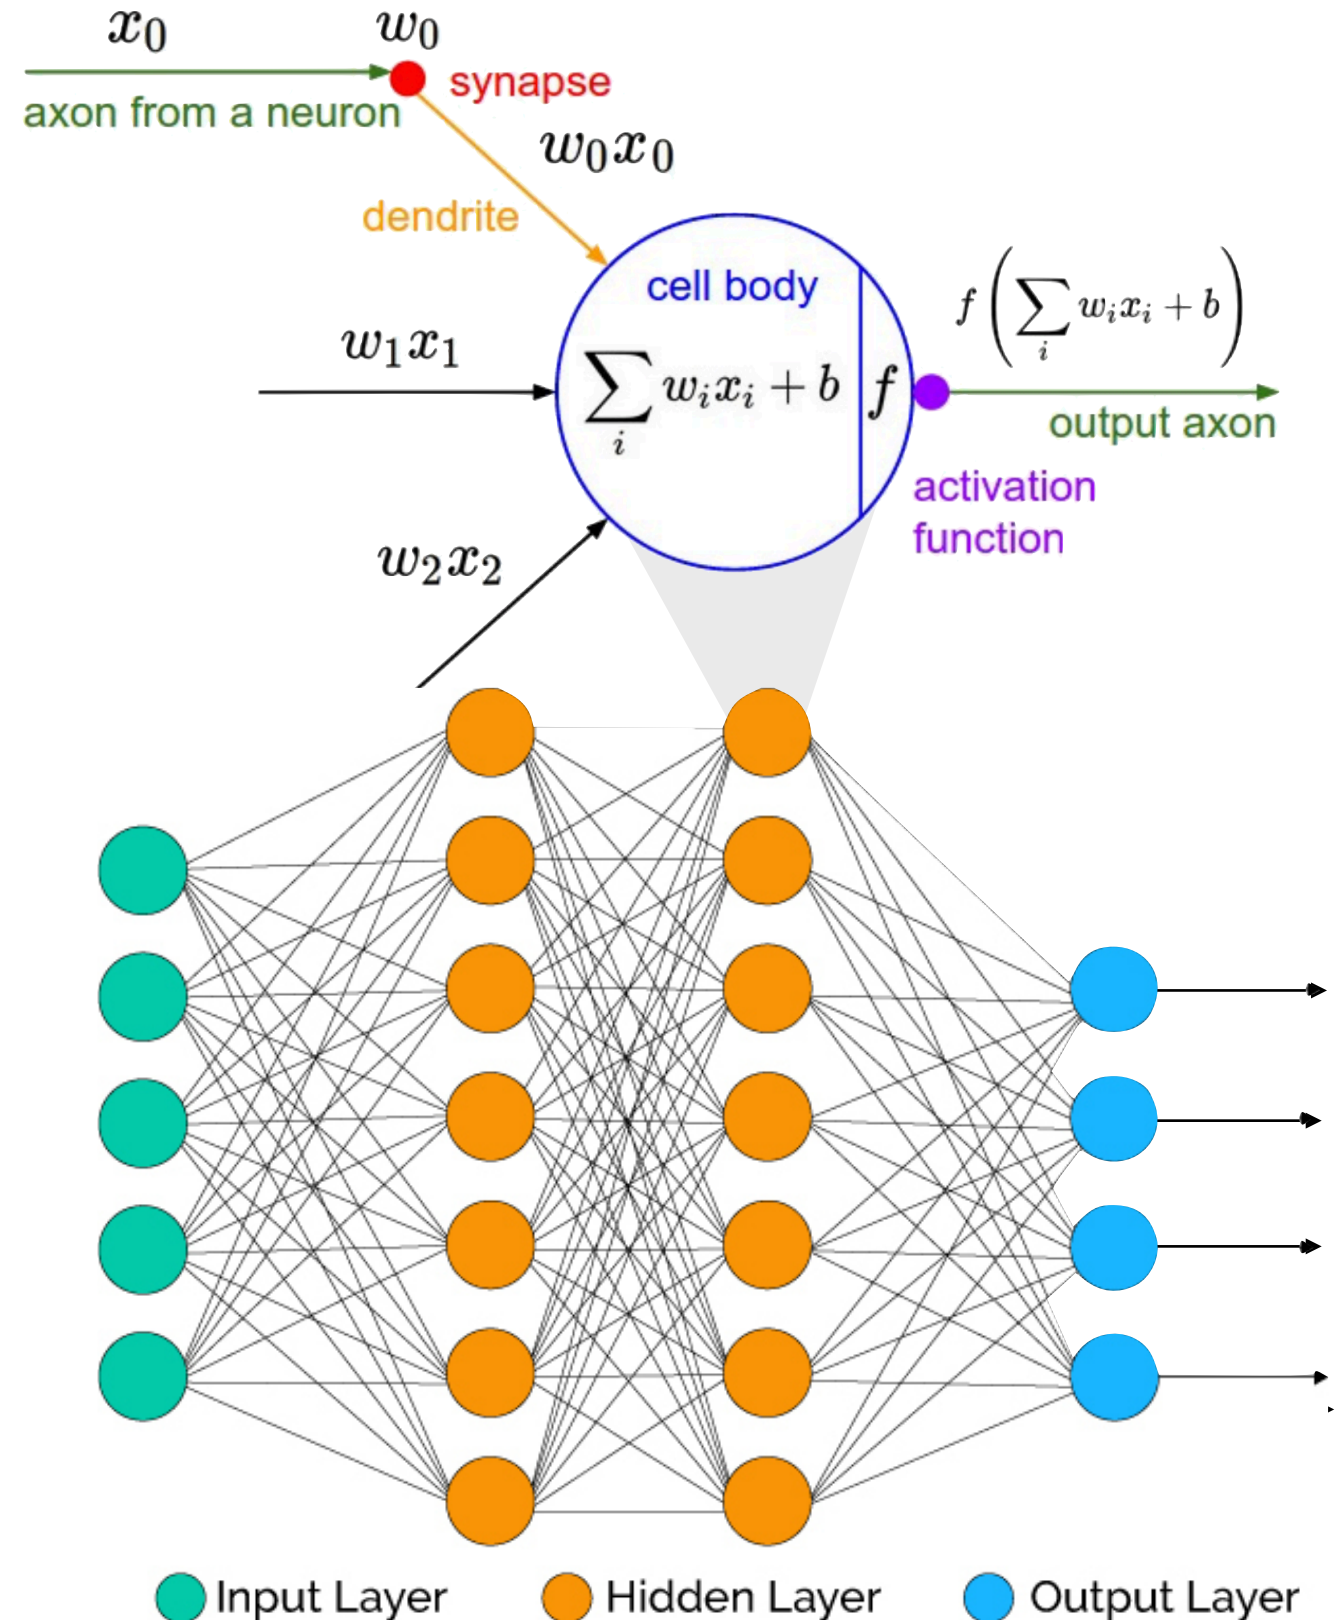 x₀ w₀
axon from a neuron
synapse
w₀x₀
dendrite
cell body
w₁x₁
∑ᵢ wᵢxᵢ + b f
f(∑ᵢ wᵢxᵢ + b)
output axon
activation
function
w₂x₂
Input Layer Hidden Layer Output Layer